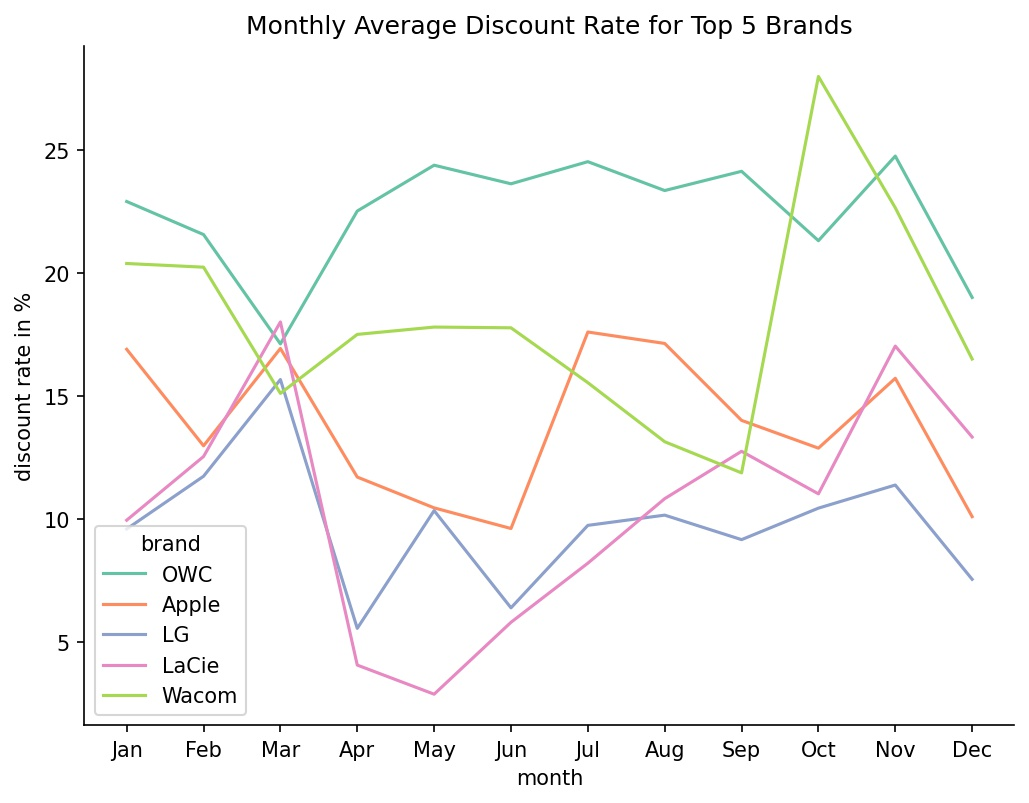 Monthly Average Discount Rate for Top 5 Brands
discount rate in %
25
20
15
10
5
brand
OWC
Apple
LG
LaCie
Wacom
Jan Feb Mar Apr May Jun Jul Aug Sep Oct Nov Dec
month